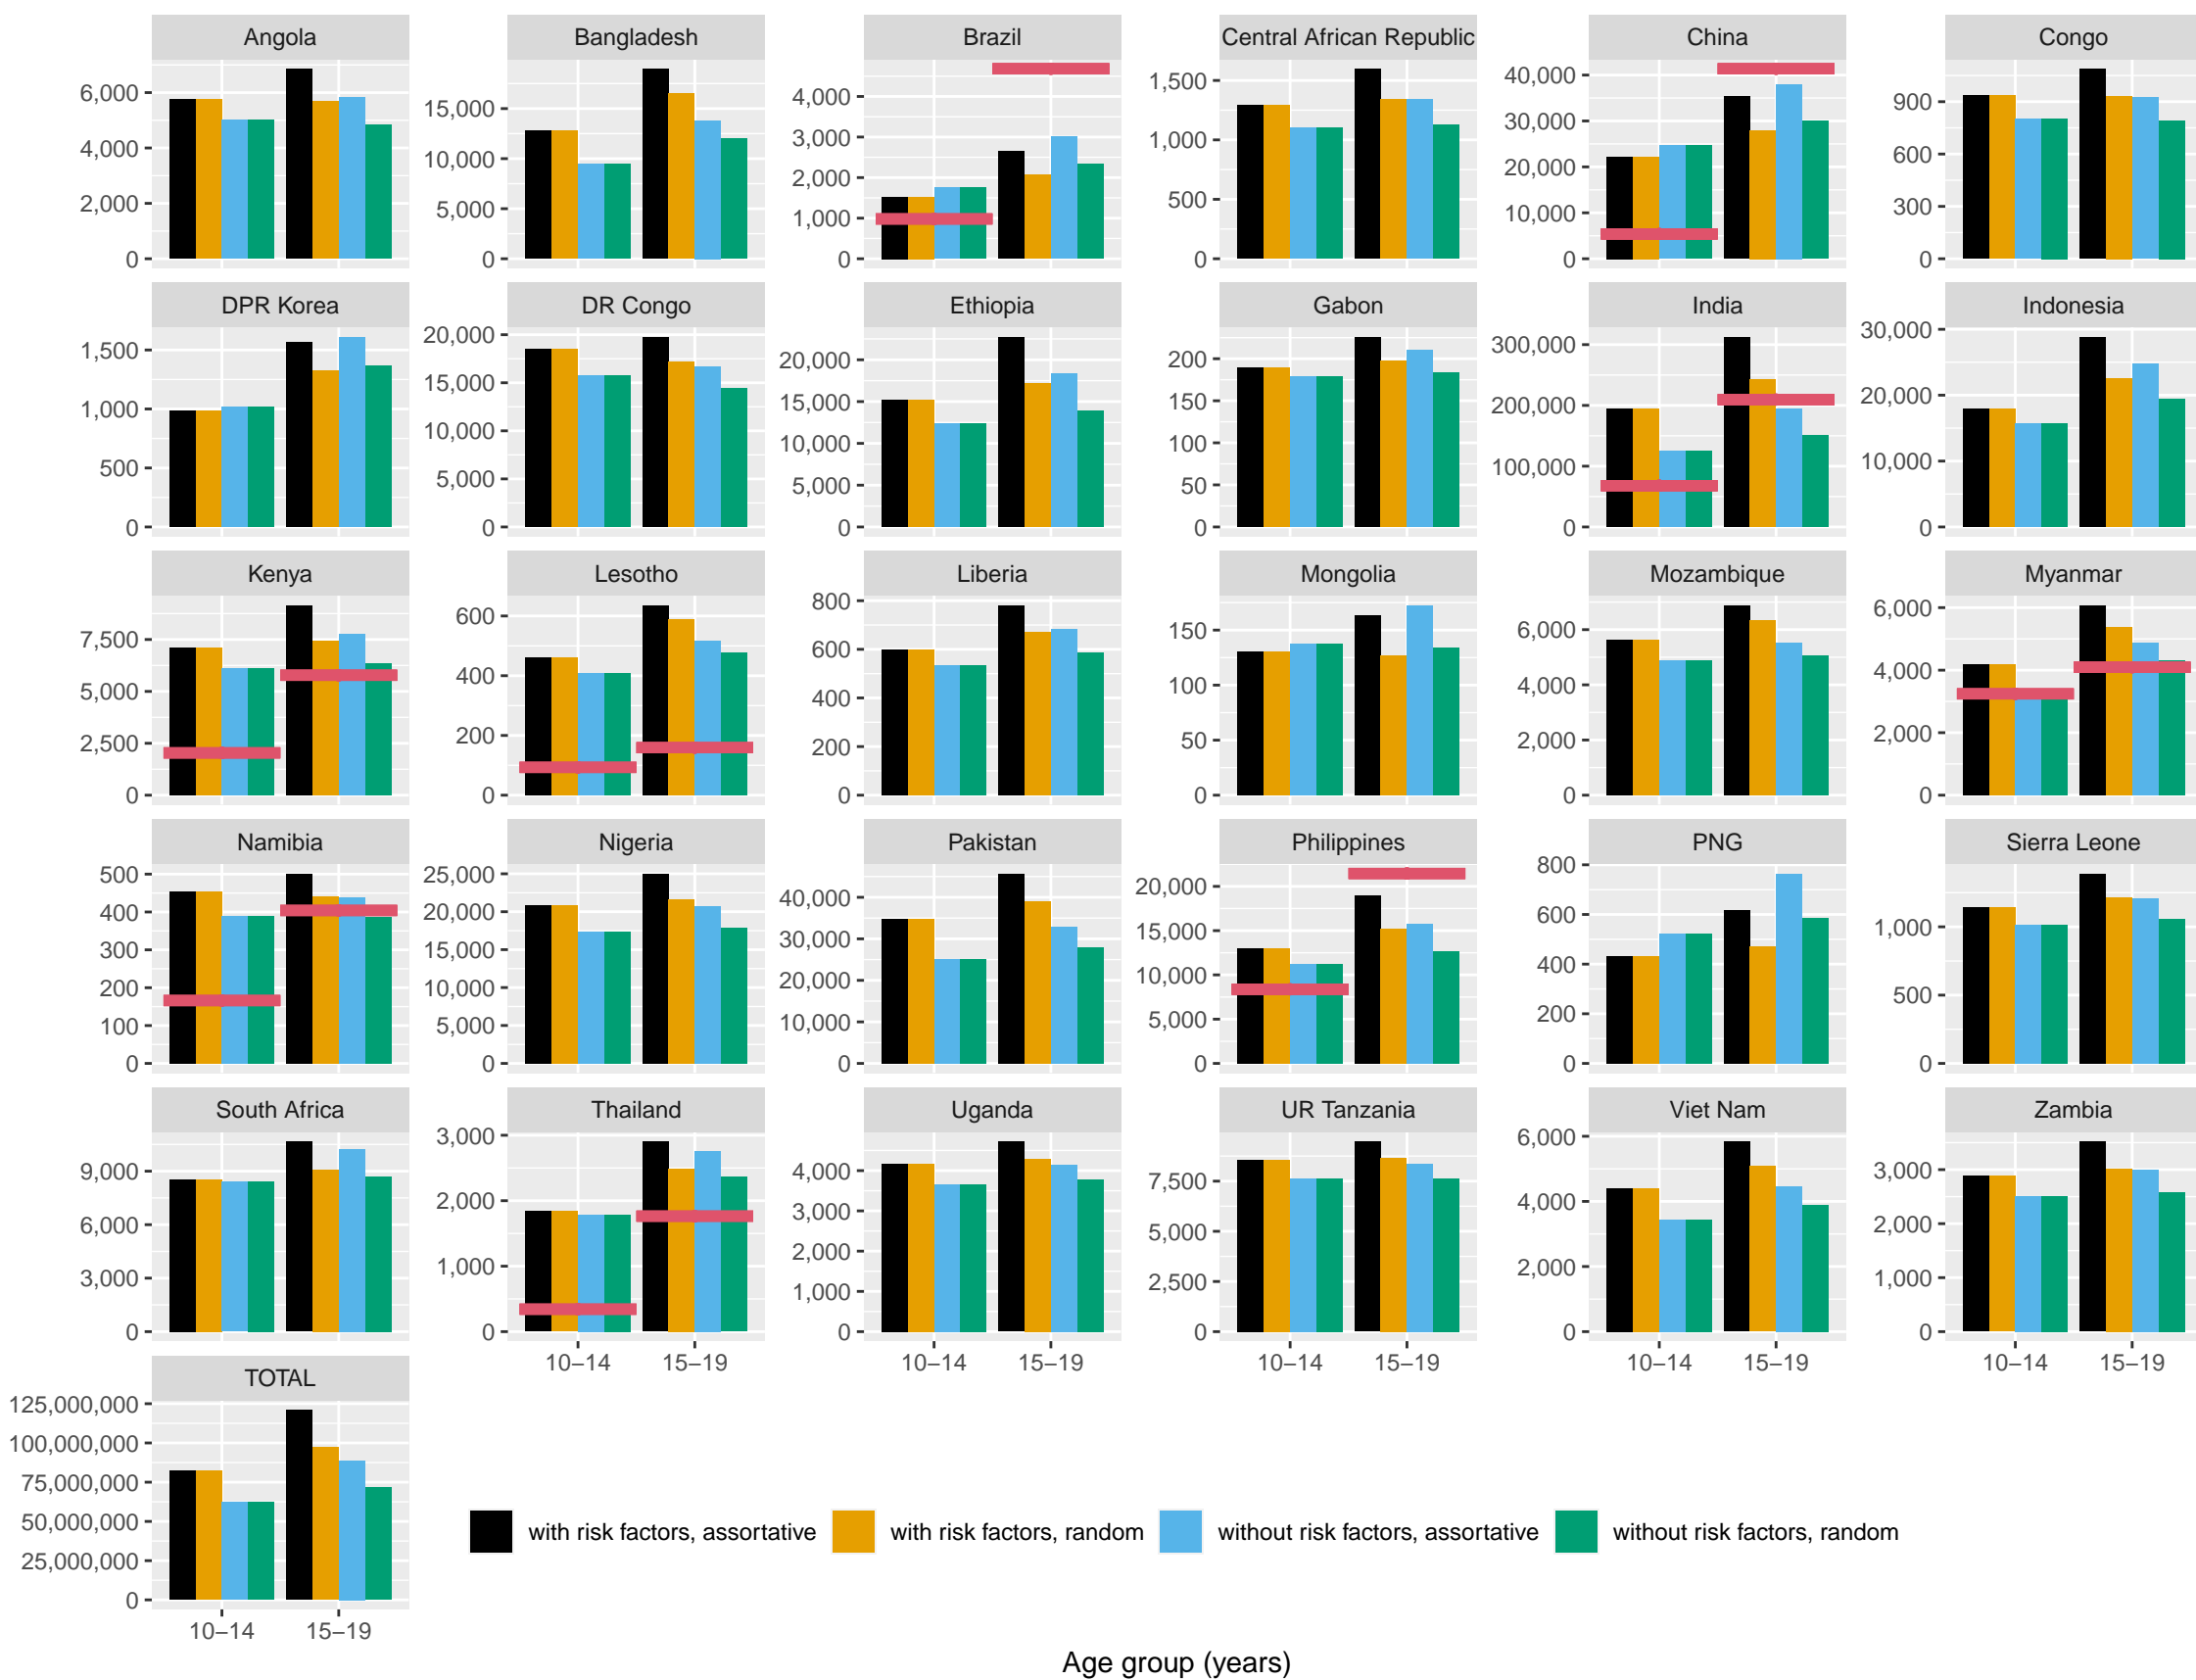 Angola Bangladesh Brazil Central African Republic China Congo
6,000 4,000 2,000 0
15,000 10,000 5,000 0
4,000 3,000 2,000 1,000 0
1,500 1,000 500 0
40,000 30,000 20,000 10,000 0
900 600 300 0
DPR Korea DR Congo Ethiopia Gabon India Indonesia
1,500 1,000 500 0
20,000 15,000 10,000 5,000 0
20,000 15,000 10,000 5,000 0
200 150 100 50 0
300,000 200,000 100,000 0
30,000 20,000 10,000 0
Kenya Lesotho Liberia Mongolia Mozambique Myanmar
7,500 5,000 2,500 0
600 400 200 0
800 600 400 200 0
150 100 50 0
6,000 4,000 2,000 0
6,000 4,000 2,000 0
Namibia Nigeria Pakistan Philippines PNG Sierra Leone
500 400 300 200 100 0
25,000 20,000 15,000 10,000 5,000 0
40,000 30,000 20,000 10,000 0
20,000 15,000 10,000 5,000 0
800 600 400 200 0
1,000 500 0
South Africa Thailand Uganda UR Tanzania Viet Nam Zambia
9,000 6,000 3,000 0
3,000 2,000 1,000 0
4,000 3,000 2,000 1,000 0
7,500 5,000 2,500 0
6,000 4,000 2,000 0
3,000 2,000 1,000 0
10–14 15–19 10–14 15–19 10–14 15–19 10–14 15–19 10–14 15–19
TOTAL
125,000,000 100,000,000 75,000,000 50,000,000 25,000,000 0
10–14 15–19
with risk factors, assortative with risk factors, random without risk factors, assortative without risk factors, random
Age group (years)